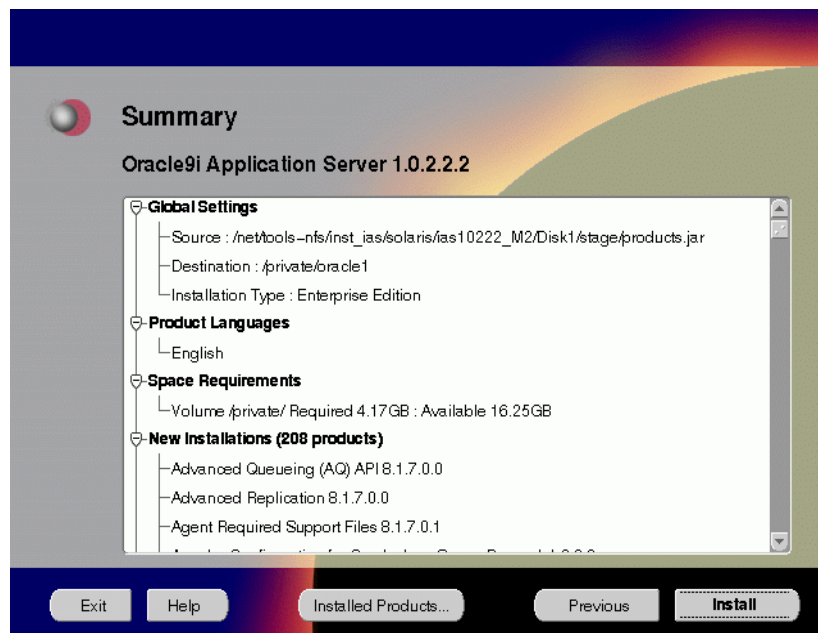 Summary
Oracle9i Application Server 1.0.2.2.2
Global Settings
Source : /net/tools-nfs/inst_ias/solaris/ias10222_M2/Disk1/stage/products.jar
Destination : /private/oracle1
Installation Type : Enterprise Edition
Product Languages
English
Space Requirements
Volume /private/ Required 4.17GB : Available 16.25GB
New Installations (208 products)
Advanced Queueing (AQ) API 8.1.7.0.0
Advanced Replication 8.1.7.0.0
Agent Required Support Files 8.1.7.0.1
Exit
Help
Installed Products...
Previous
Install